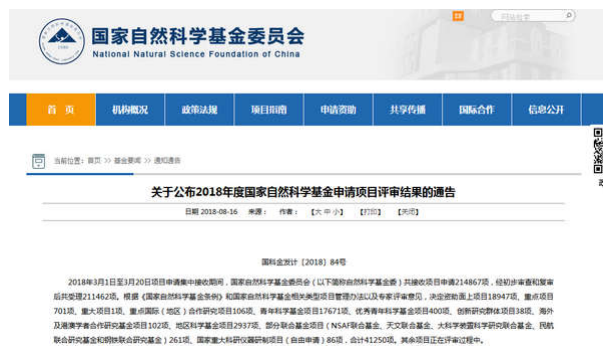 国家自然科学基金委员会
National Natural Science Foundation of China
首 页 机构概况 政策法规 项目指南 申请资助 共享传播 国际合作 信息公开
当前位置：首页 >> 基金要闻 >> 通知通告
关于公布2018年度国家自然科学基金申请项目评审结果的通告
日期 2018-08-16 来源： 作者： 【大 中 小】 【打印】 【关闭】
国科金发计〔2018〕84号
2018年3月1日至3月20日项目申请集中接收期间，国家自然科学基金委员会（以下简称自然科学基金委）共接收项目申请214867项，经初步审查和复审
后共受理211462项。根据《国家自然科学基金条例》和国家自然科学基金相关类型项目管理办法以及专家评审意见，决定资助面上项目18947项、重点项目
701项、重大项目1项、重点国际（地区）合作研究项目106项、青年科学基金项目17671项、优秀青年科学基金项目400项、创新研究群体项目38项、海外
及港澳学者合作研究基金项目102项、地区科学基金项目2937项、部分联合基金项目（NSAF联合基金、天文联合基金、大科学装置科学研究联合基金、民航
联合研究基金和钢铁联合研究基金）261项、国家重大科研仪器研制项目（自由申请）86项，合计41250项。其余项目正在评审过程中。